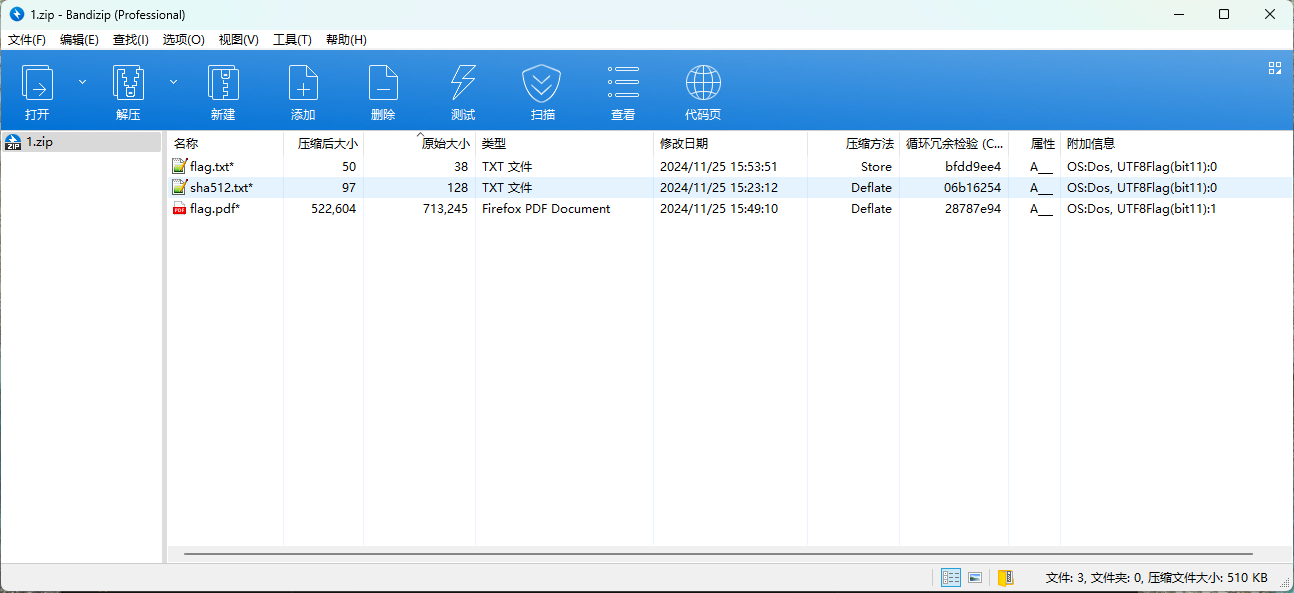 1.zip - Bandizip (Professional)
文件(F) 编辑(E) 查找(I) 选项(O) 视图(V) 工具(T) 帮助(H)
打开 解压 新建 添加 删除 测试 扫描 查看 代码页
1.zip
名称 压缩后大小 原始大小 类型 修改日期 压缩方法 循环冗余检验 (C... 属性 附加信息
flag.txt* 50 38 TXT 文件 2024/11/25 15:53:51 Store bfdd9ee4 A__ OS:Dos, UTF8Flag(bit11):0
sha512.txt* 97 128 TXT 文件 2024/11/25 15:23:12 Deflate 06b16254 A__ OS:Dos, UTF8Flag(bit11):0
flag.pdf* 522,604 713,245 Firefox PDF Document 2024/11/25 15:49:10 Deflate 28787e94 A__ OS:Dos, UTF8Flag(bit11):1
文件: 3, 文件夹: 0, 压缩文件大小: 510 KB